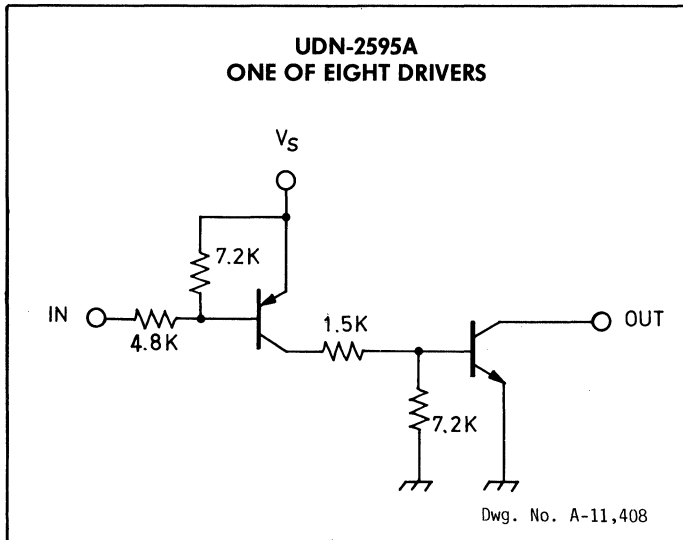 UDN-2595A
ONE OF EIGHT DRIVERS
VS
7.2K
IN
4.8K
1.5K
OUT
7.2K
Dwg. No. A-11,408